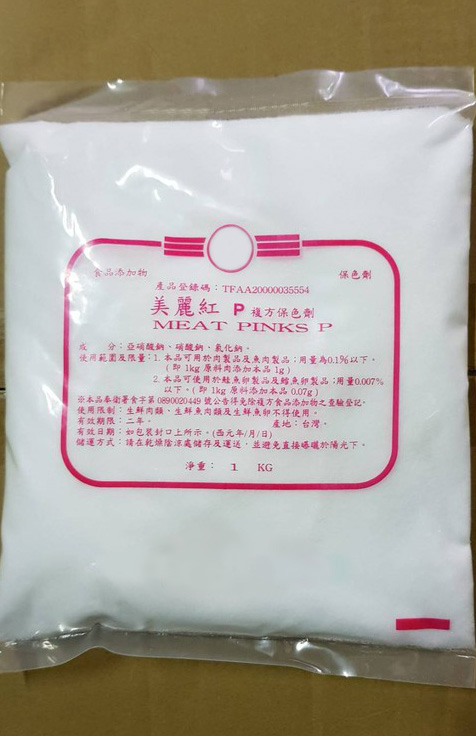 食品添加物
保色劑
產品登錄碼：TFAA20000035554
美麗紅 P 複方保色劑
MEAT PINKS P
成　　分：亞硝酸鈉、硝酸鈉、氯化鈉。
使用範圍及限量：1. 本品可用於肉製品及魚肉製品；用量為0.1%以下。
(即 1kg 原料肉添加本品 1g)
2. 本品可使用於鮭魚卵製品及鱈魚卵製品；用量0.007%
以下。(即 1kg 原料添加本品 0.07g)
※本品奉衛署食字第 0890020449 號公告得免除複方食品添加物之查驗登記。
使用限制：生鮮肉類、生鮮魚肉類及生鮮魚卵不得使用。
有效期限：二年。　產地：台灣。
有效日期：如包裝封口上所示。(西元年/月/日)
儲運方式：請在乾燥陰涼處儲存及運送，並避免直接曝曬於陽光下。
淨重： 1 KG